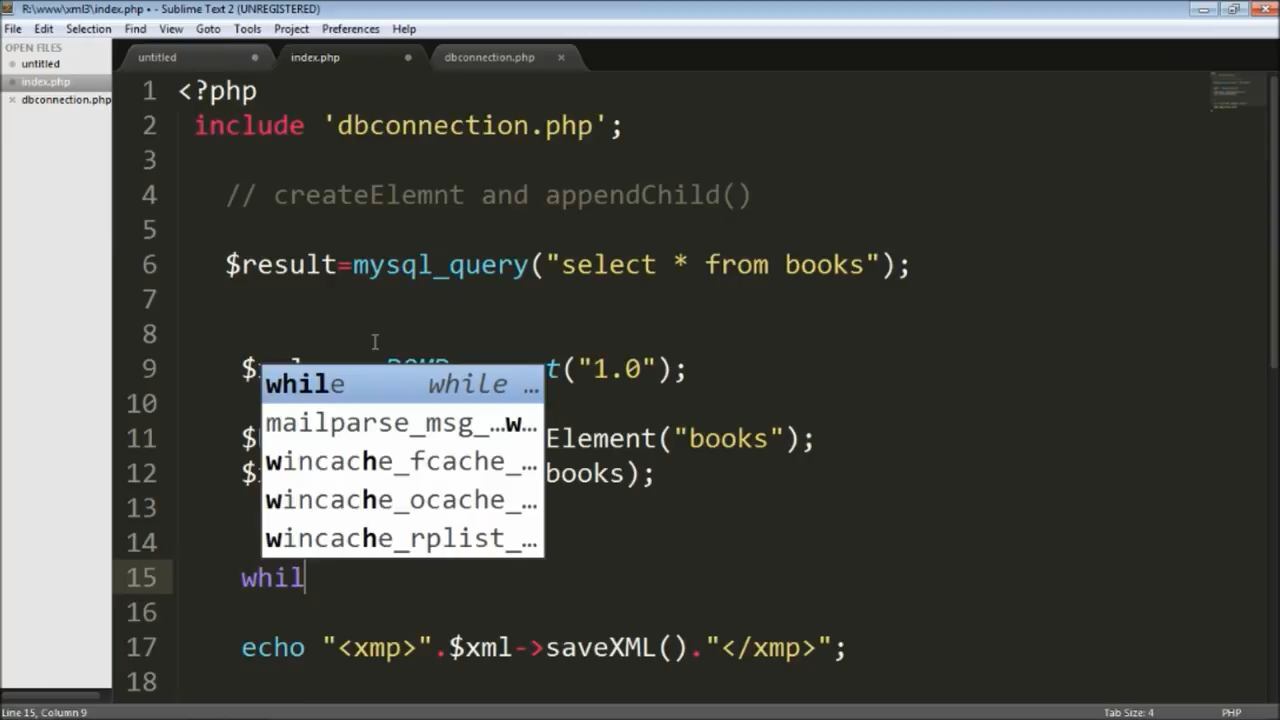 R:\www\xml3\index.php • - Sublime Text 2 (UNREGISTERED)
File Edit Selection Find View Goto Tools Project Preferences Help
OPEN FILES
untitled
index.php
dbconnection.php
untitled index.php dbconnection.php
1 <?php
2 include 'dbconnection.php';
3
4 // createElemnt and appendChild()
5
6 $result=mysql_query("select * from books");
7
8
9 t("1.0");
10
11 Element("books");
12 books);
13
14
15 whil
16
17 echo "<xmp>".$xml->saveXML()."</xmp>";
18
while while …
mailparse_msg_…w…
wincache_fcache_…
wincache_ocache_…
wincache_rplist_…
Line 15, Column 9 Tab Size: 4 PHP